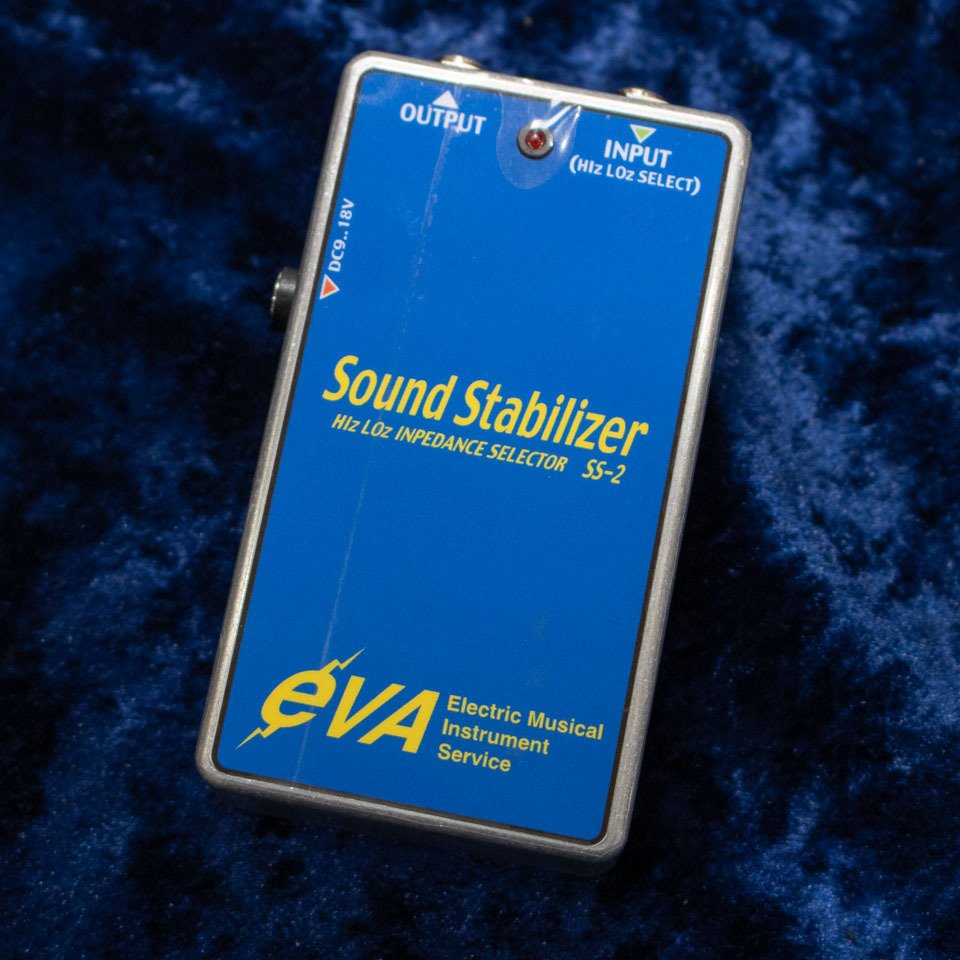 OUTPUT
INPUT
(HIz LOz SELECT)
DC9..18V
Sound Stabilizer
HIz LOz INPEDANCE SELECTOR SS-2
eVA
Electric Musical
Instrument
Service